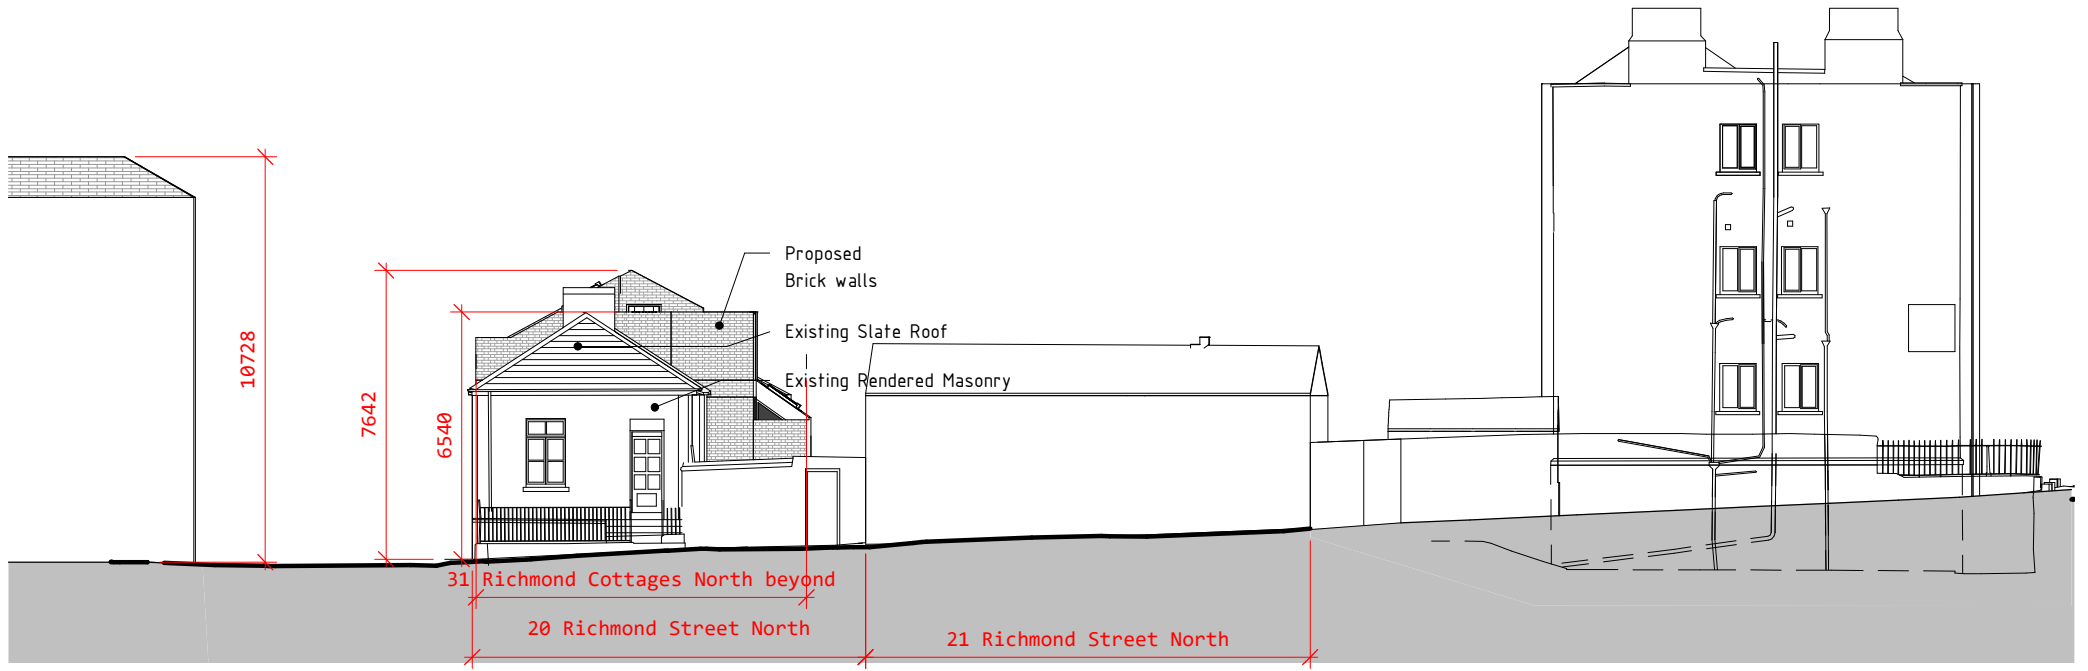 Proposed
Brick walls
Existing Slate Roof
Existing Rendered Masonry
10728
7642
6540
31 Richmond Cottages North beyond
20 Richmond Street North
21 Richmond Street North